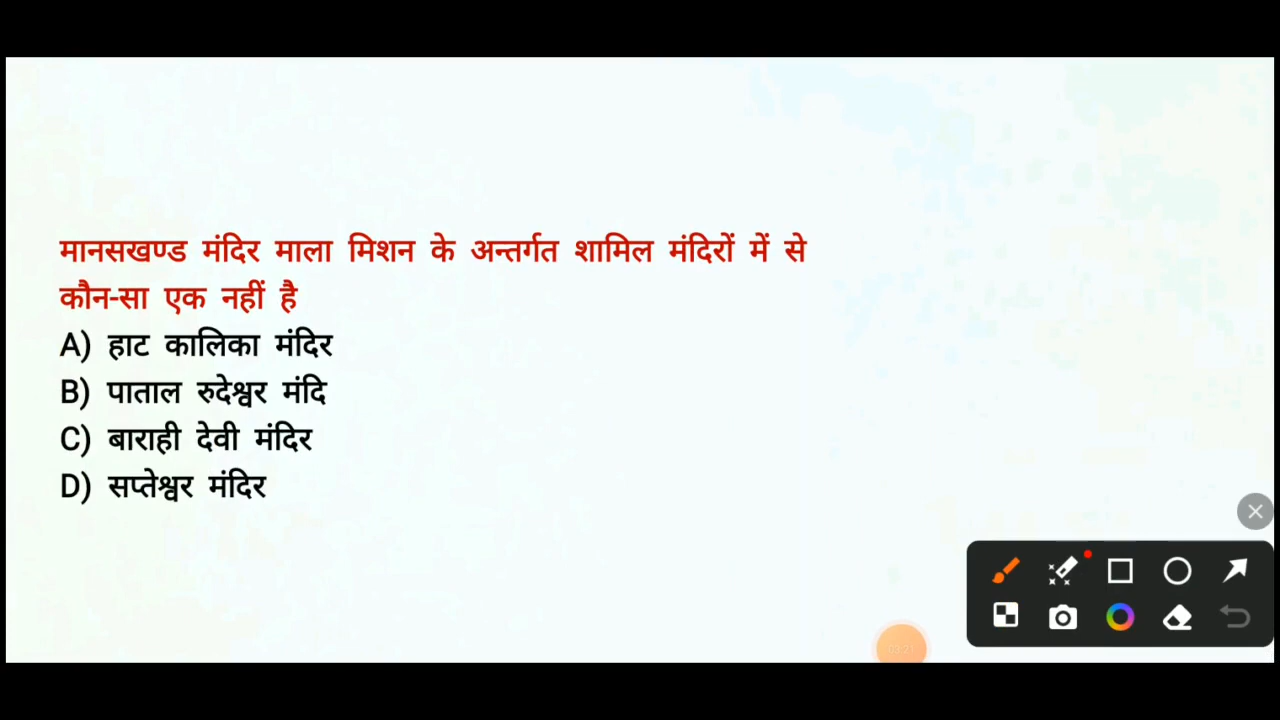 मानसखण्ड मंदिर माला मिशन के अन्तर्गत शामिल मंदिरों में से
कौन-सा एक नहीं है
A) हाट कालिका मंदिर
B) पाताल रुदेश्वर मंदि
C) बाराही देवी मंदिर
D) सप्तेश्वर मंदिर